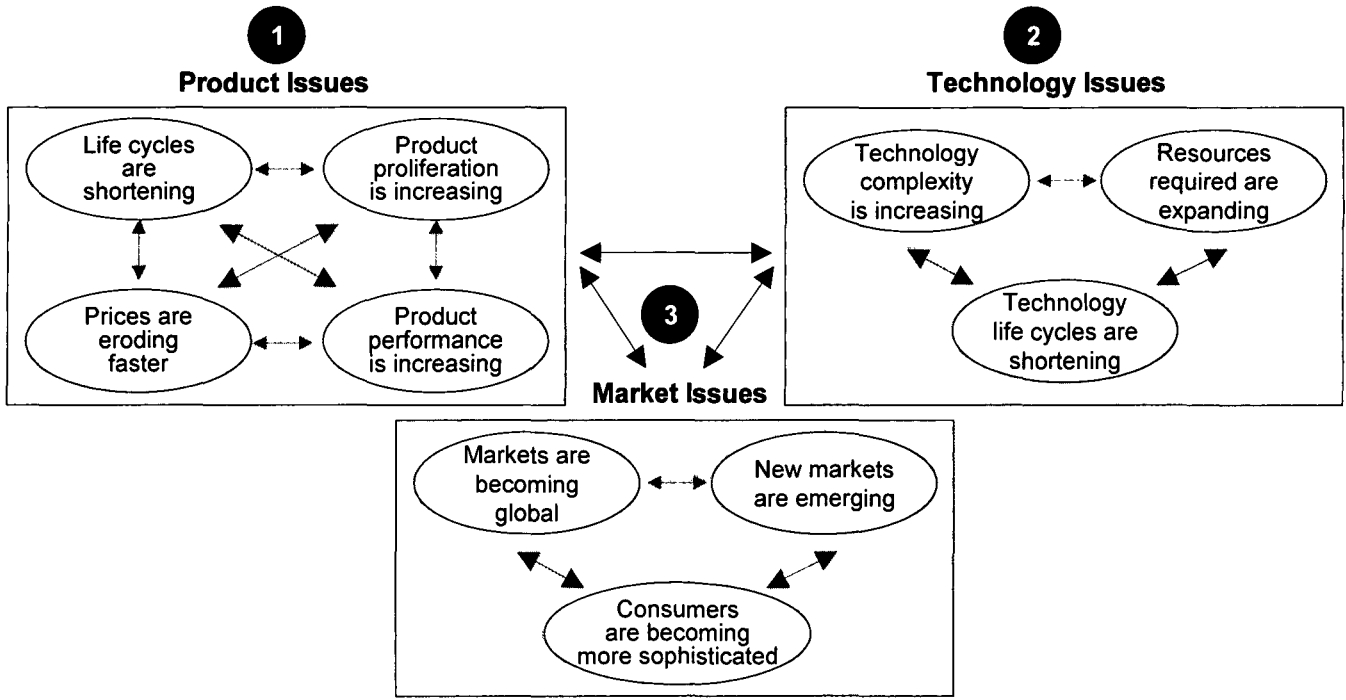 1
Product Issues
Life cycles
are
shortening
Product
proliferation
is increasing
Prices are
eroding
faster
Product
performance
is increasing
2
Technology Issues
Technology
complexity
is increasing
Resources
required are
expanding
Technology
life cycles are
shortening
3
Market Issues
Markets are
becoming
global
New markets
are emerging
Consumers
are becoming
more sophisticated